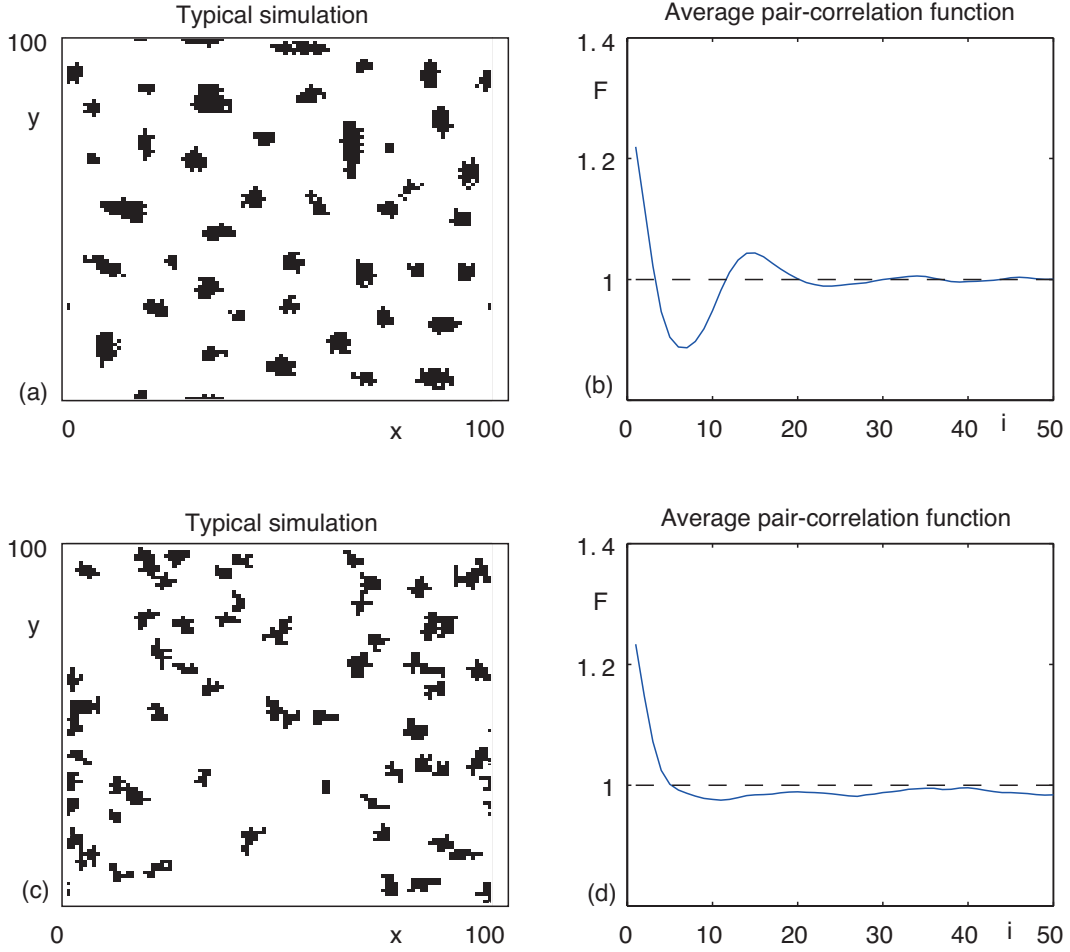 Typical simulation
100
y
(a)
0
x
100
Average pair-correlation function
1.4
F
1.2
1
(b)
0
10
20
30
40
i
50
Typical simulation
100
y
(c)
0
x
100
Average pair-correlation function
1.4
F
1.2
1
(d)
0
10
20
30
40
i
50